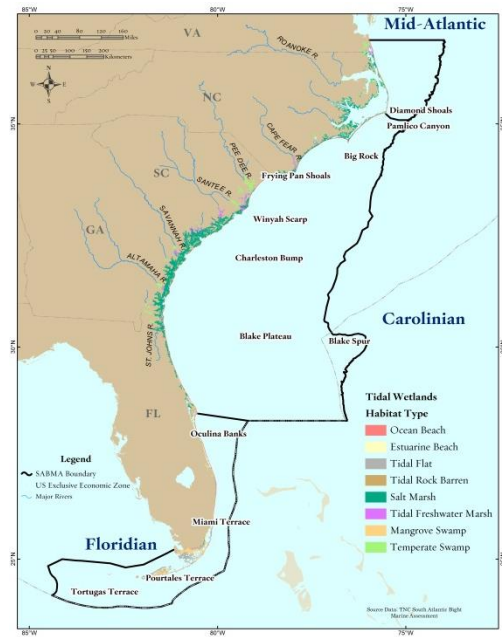 85°W
80°W
75°W
Mid-Atlantic
0 20 40 80 120 160
Miles
0 25 50 100 150 200
Kilometers
N
W
E
S
VA
ROANOKE R.
NC
Diamond Shoals
Pamlico Canyon
35°N
35°N
CAPE FEAR R.
Big Rock
PEE DEE R.
Frying Pan Shoals
SC
SANTEE R.
Winyah Scarp
SAVANNAH R.
GA
Charleston Bump
ALTAMAHA R.
Carolinian
30°N
30°N
ST. JOHNS R.
Blake Plateau
Blake Spur
FL
Oculina Banks
Tidal Wetlands
Habitat Type
Ocean Beach
Estuarine Beach
Tidal Flat
Tidal Rock Barren
Salt Marsh
Tidal Freshwater Marsh
Mangrove Swamp
Temperate Swamp
Legend
SABMA Boundary
US Exclusive Economic Zone
Major Rivers
Miami Terrace
25°N
25°N
Floridian
Pourtales Terrace
Tortugas Terrace
Source Data: TNC South Atlantic Bight
Marine Assessment
85°W
80°W
75°W